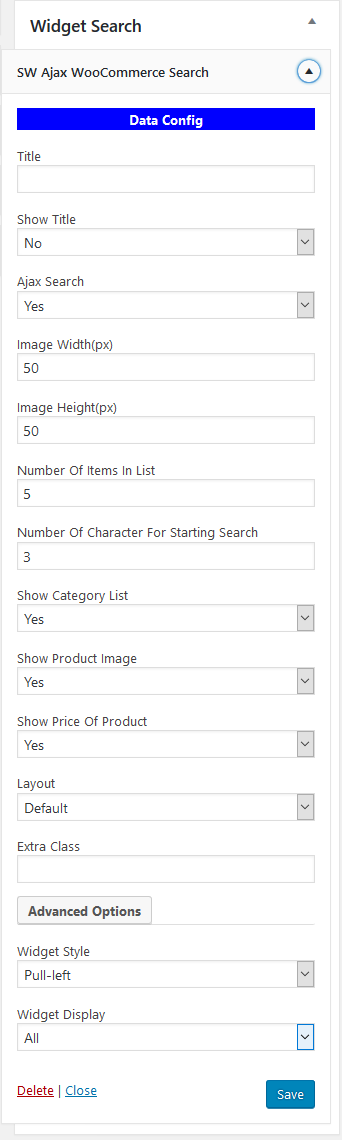 Widget Search
SW Ajax WooCommerce Search
Data Config
Title
Show Title
No
Ajax Search
Yes
Image Width(px)
50
Image Height(px)
50
Number Of Items In List
5
Number Of Character For Starting Search
3
Show Category List
Yes
Show Product Image
Yes
Show Price Of Product
Yes
Layout
Default
Extra Class
Advanced Options
Widget Style
Pull-left
Widget Display
All
Delete | Close Save